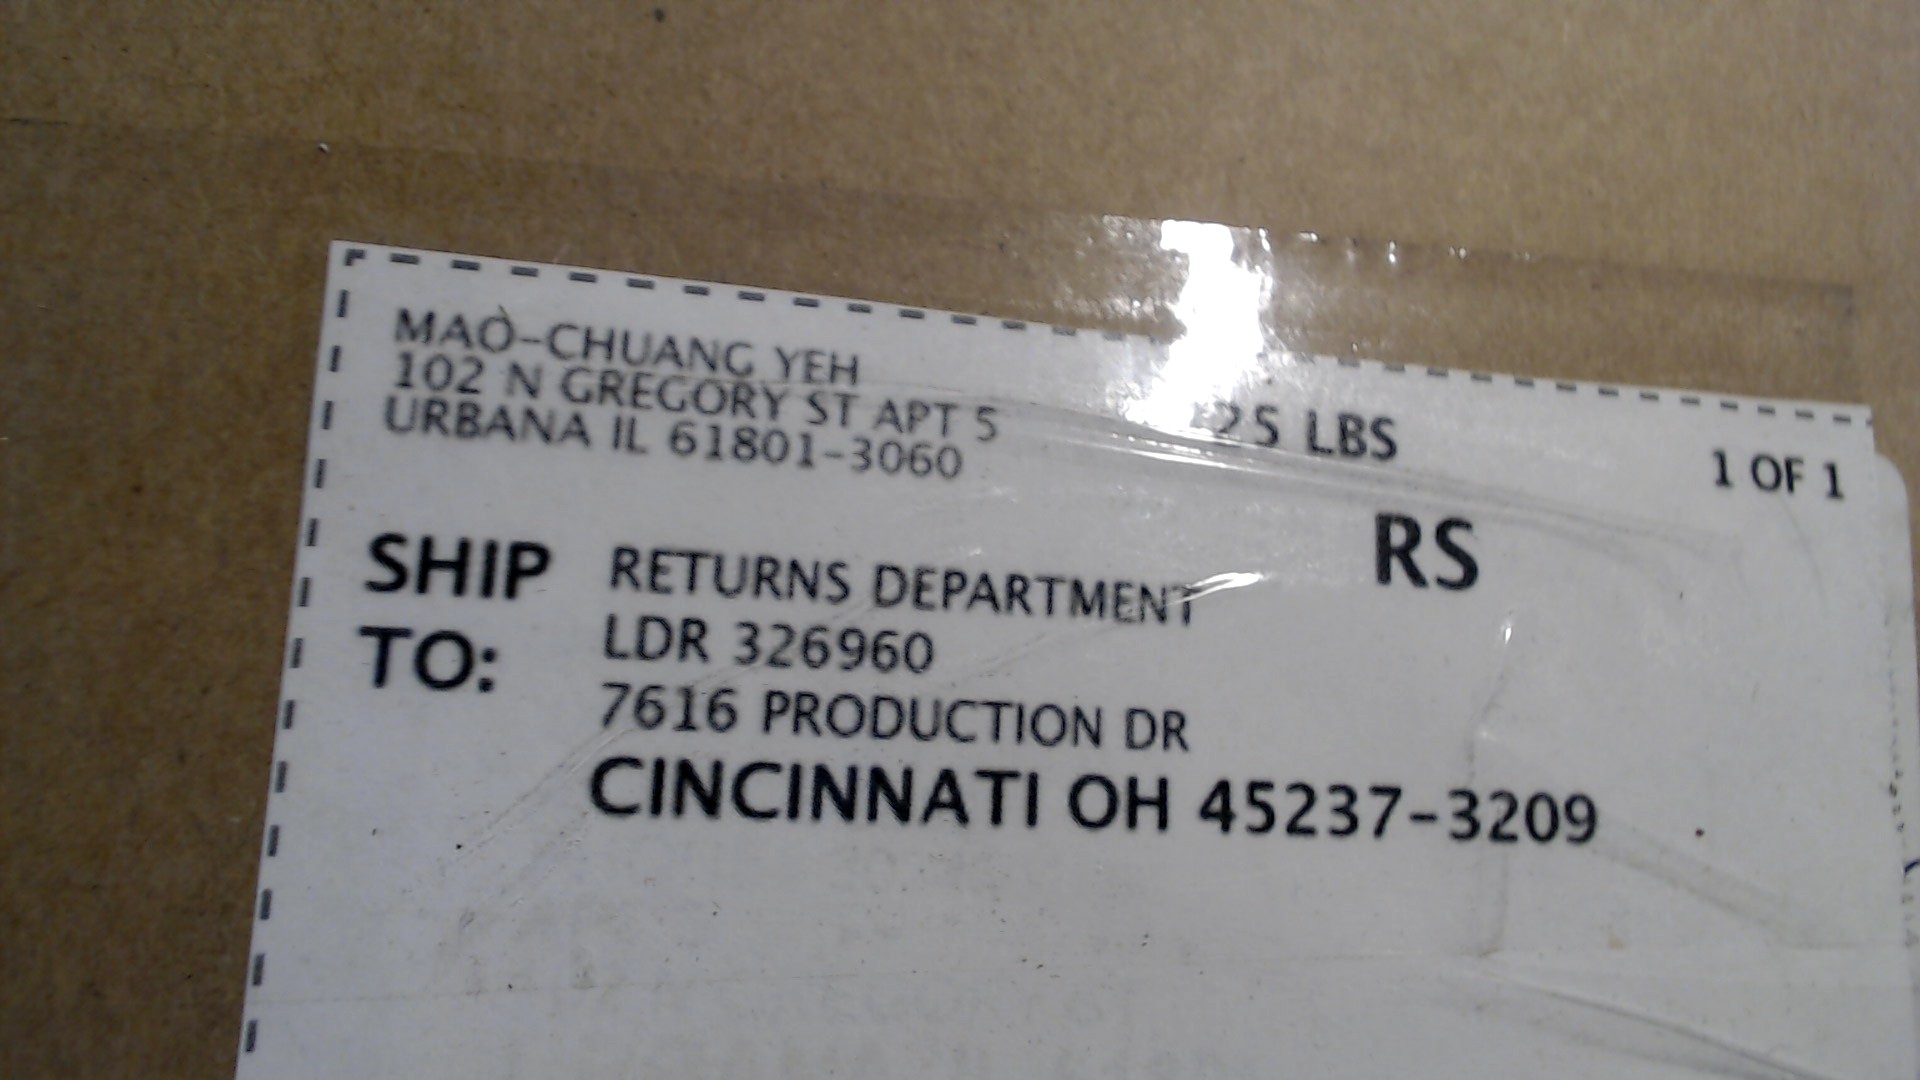 MAO-CHUANG YEH
102 N GREGORY ST APT 5
URBANA IL 61801-3060
25 LBS
1 OF 1
RS
SHIP TO:
RETURNS DEPARTMENT
LDR 326960
7616 PRODUCTION DR
CINCINNATI OH 45237-3209